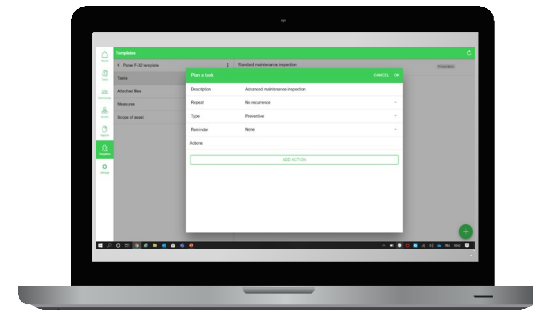 Templates
Panel P-32 template
Standard maintenance inspection
Tasks
Attached files
Measures
Scope of asset
Plan a task
CANCEL OK
Description Advanced maintenance inspection
Repeat No recurrence
Type Preventive
Reminder None
Actions
ADD ACTION